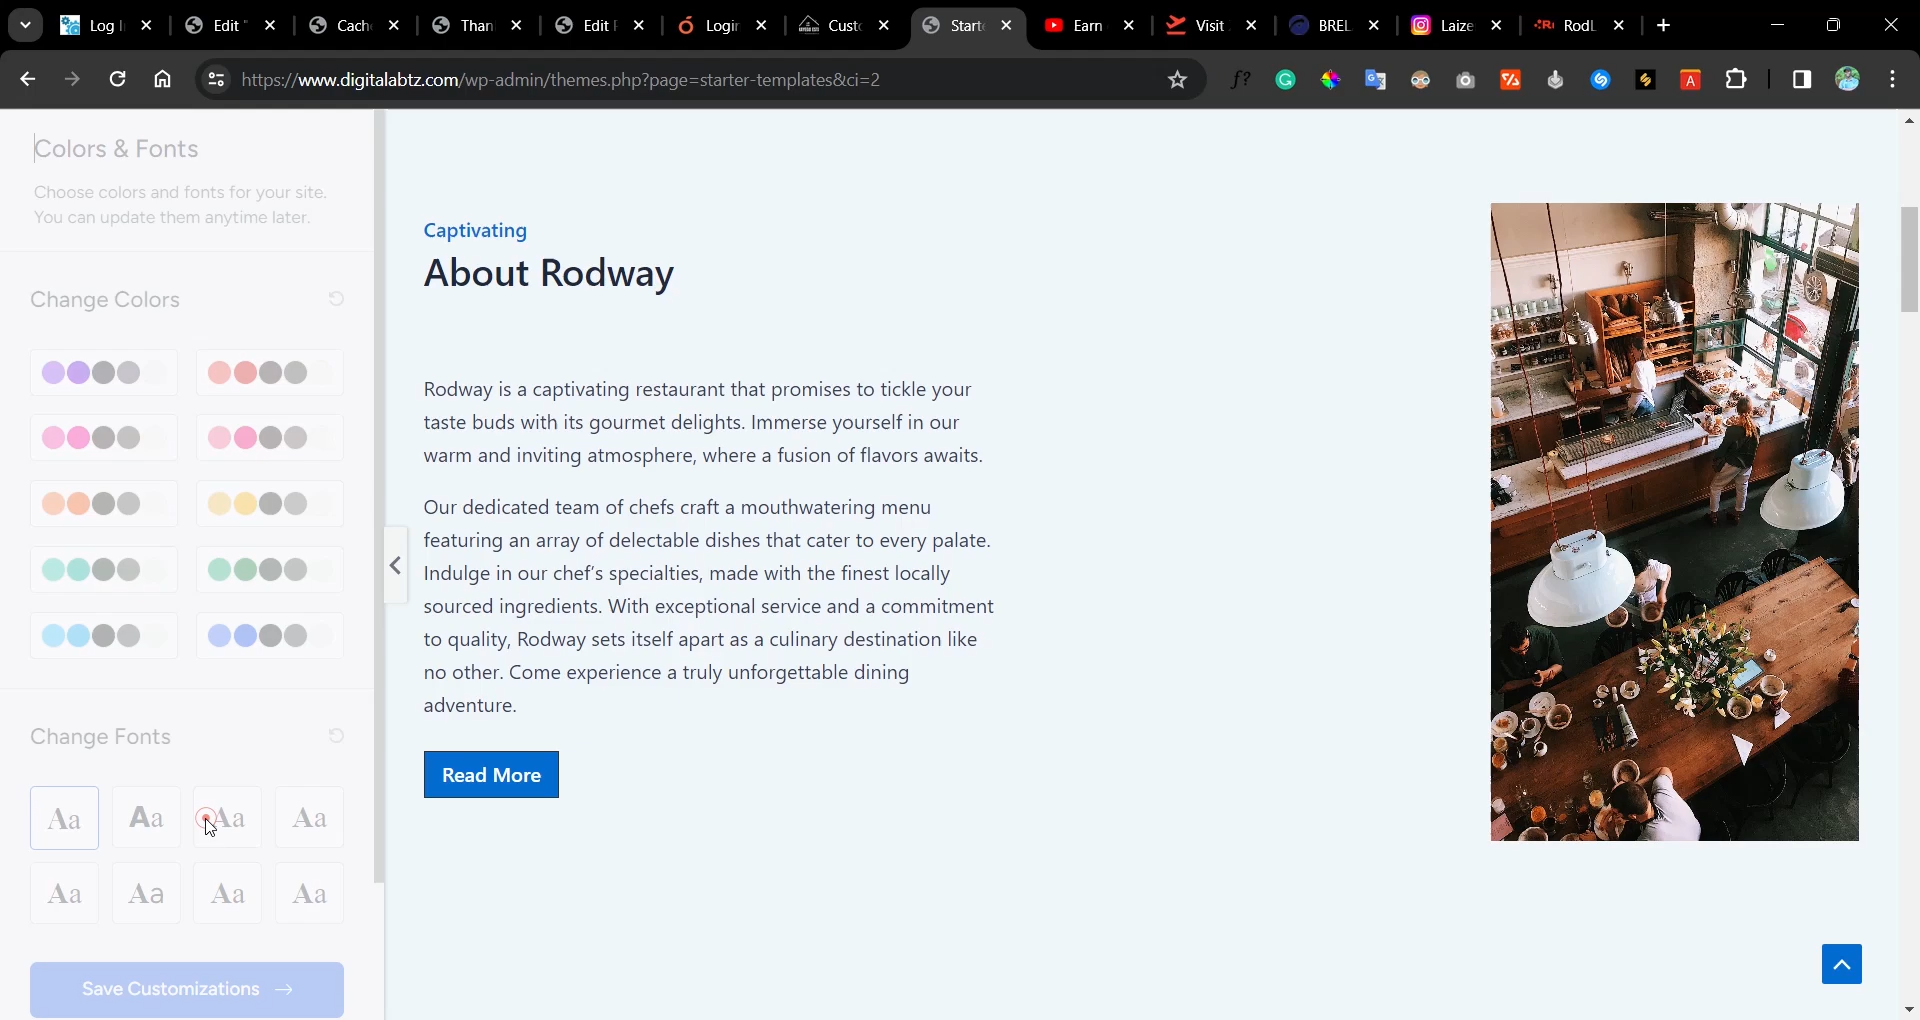 Log I
Edit "
Cach
Than
Edit F
Login
Custo
Starte
Earn
Visit
BREL
Laize
RodL
https://www.digitalabtz.com/wp-admin/themes.php?page=starter-templates&ci=2
Colors & Fonts
Choose colors and fonts for your site.
You can update them anytime later.
Change Colors
Change Fonts
Aa Aa Aa Aa
Aa Aa Aa Aa
Save Customizations →
Captivating
About Rodway
Rodway is a captivating restaurant that promises to tickle your
taste buds with its gourmet delights. Immerse yourself in our
warm and inviting atmosphere, where a fusion of flavors awaits.
Our dedicated team of chefs craft a mouthwatering menu
featuring an array of delectable dishes that cater to every palate.
Indulge in our chef's specialties, made with the finest locally
sourced ingredients. With exceptional service and a commitment
to quality, Rodway sets itself apart as a culinary destination like
no other. Come experience a truly unforgettable dining
adventure.
Read More